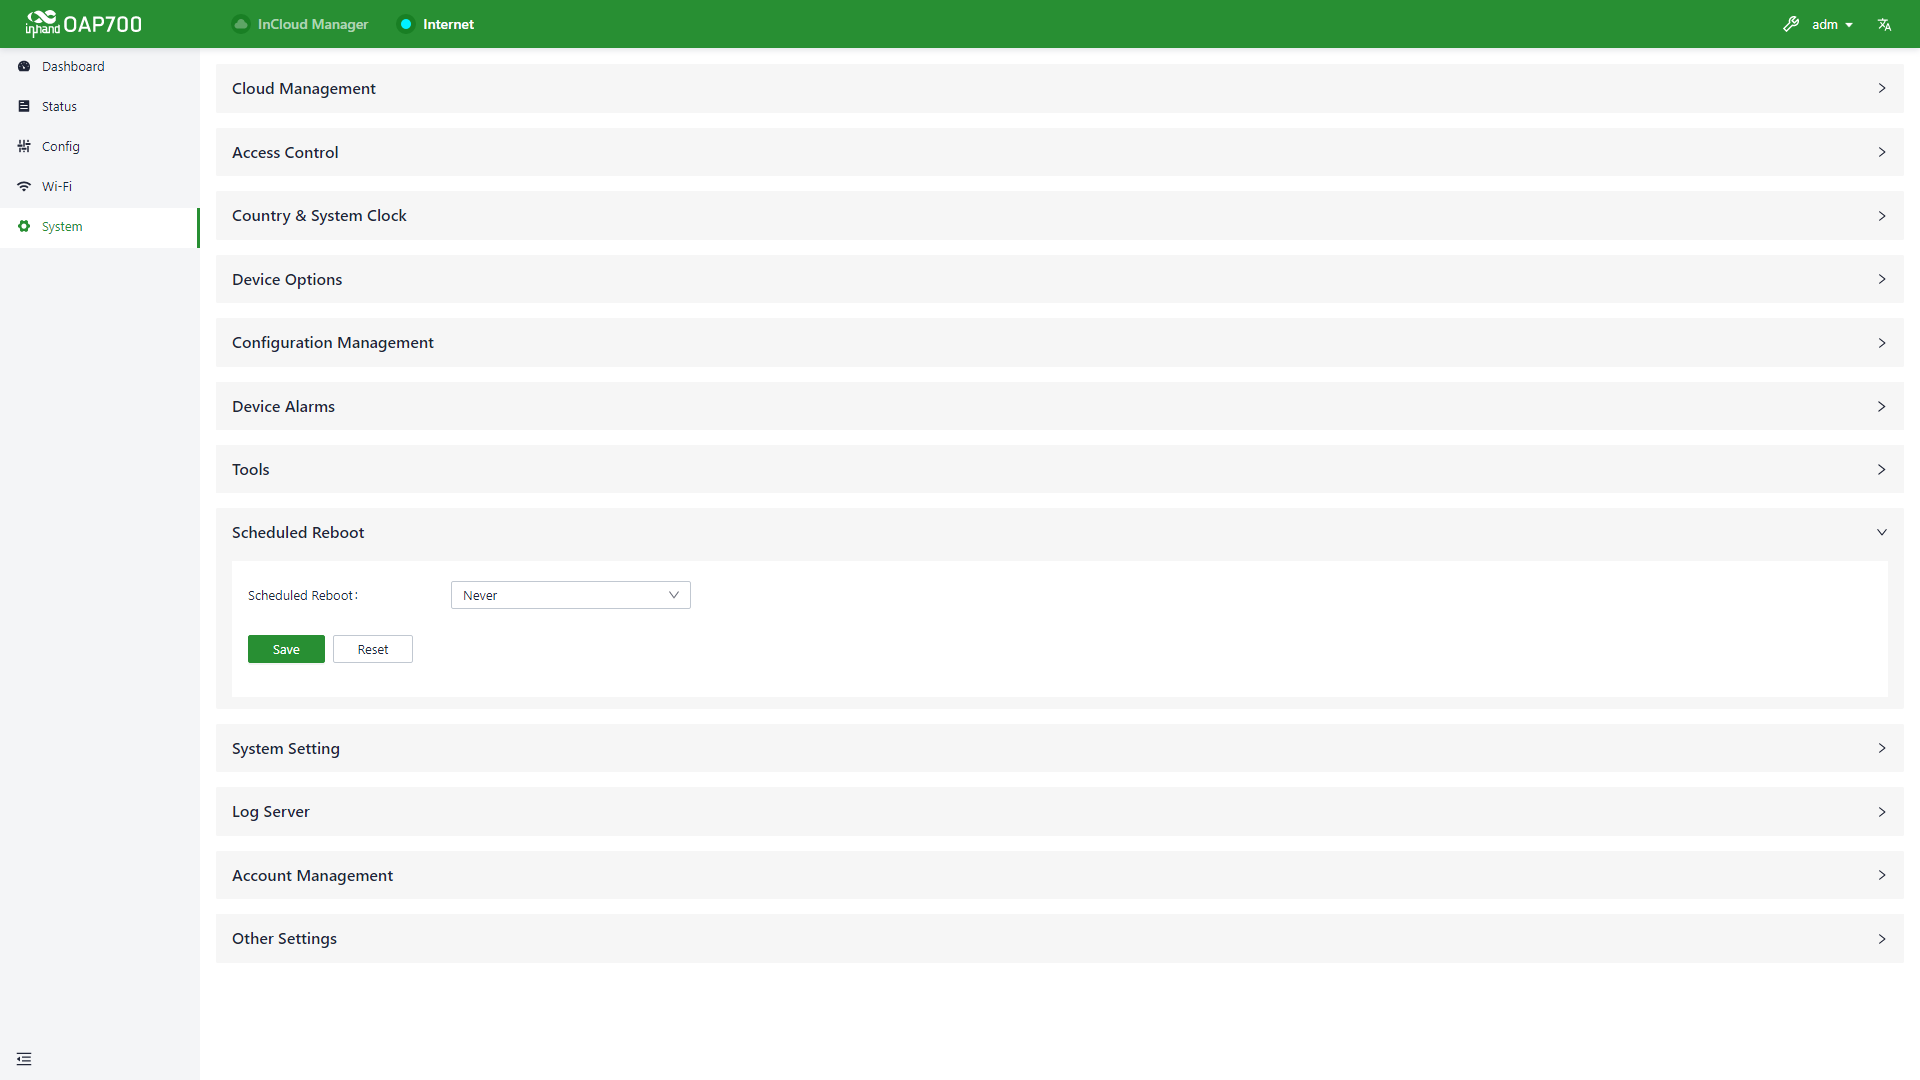 inhand OAP700
InCloud Manager
Internet
adm
Dashboard
Status
Config
Wi-Fi
System
Cloud Management
Access Control
Country & System Clock
Device Options
Configuration Management
Device Alarms
Tools
Scheduled Reboot
Scheduled Reboot: Never
Save Reset
System Setting
Log Server
Account Management
Other Settings